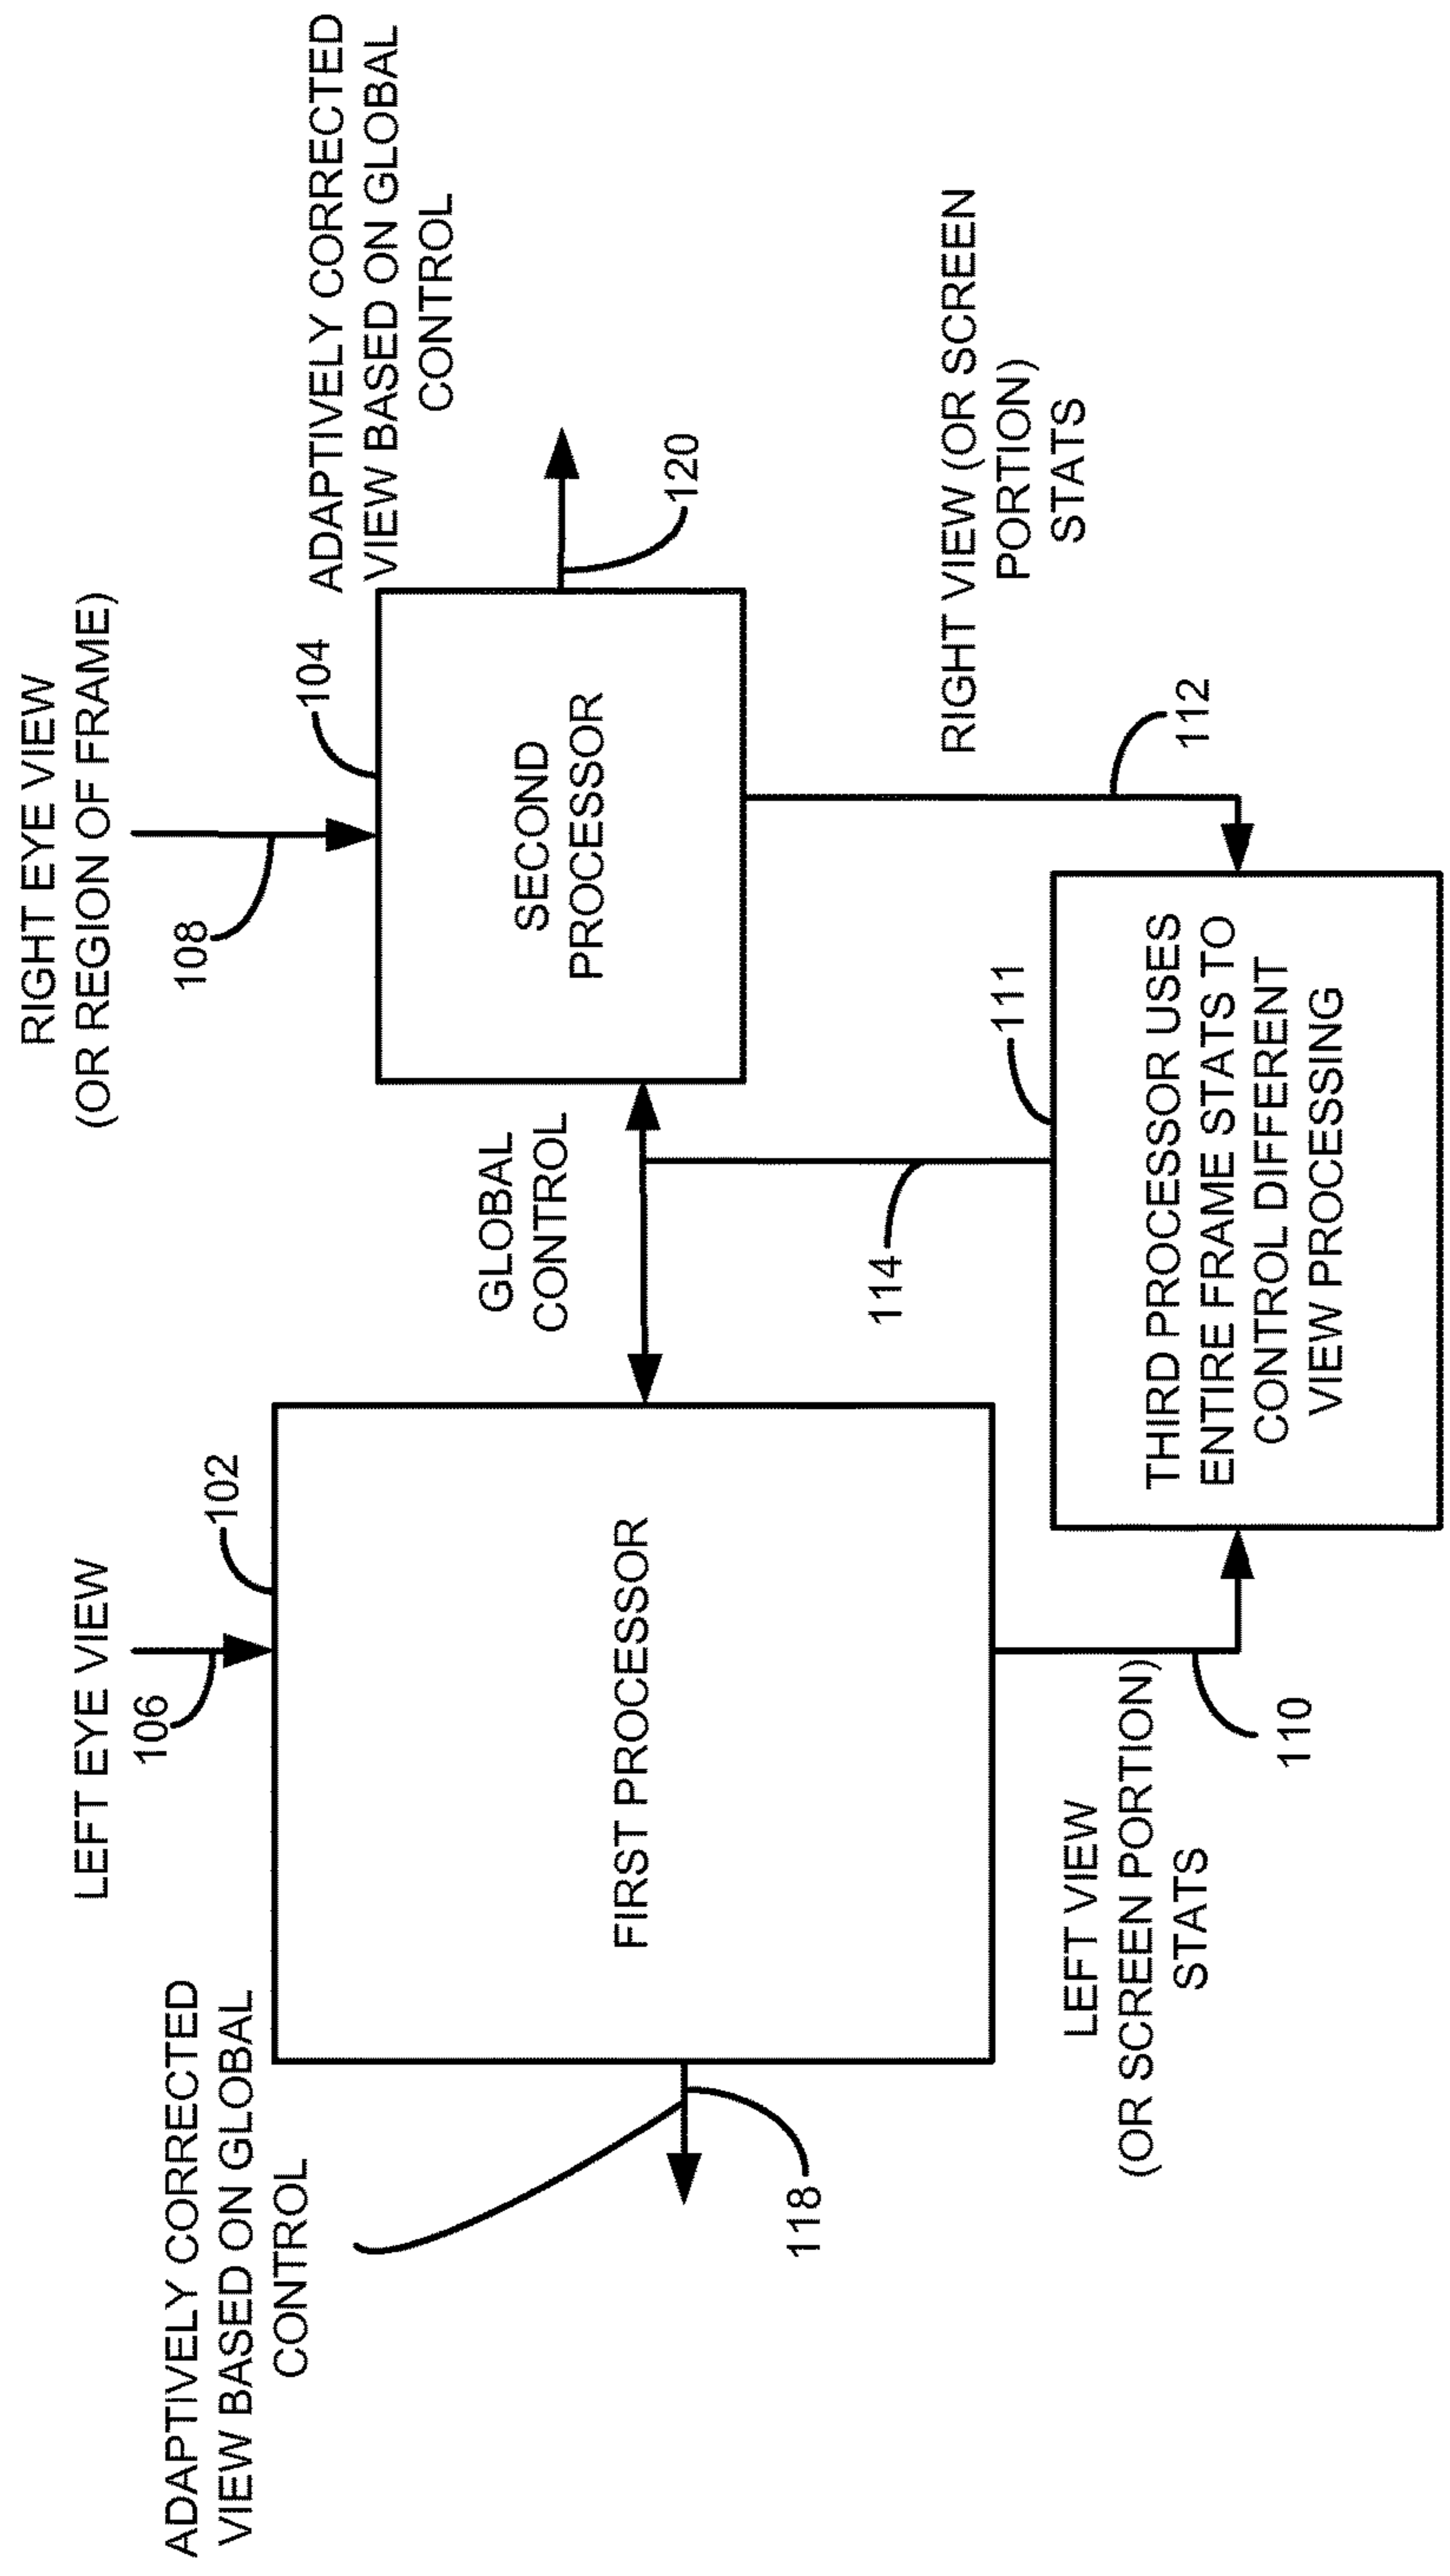 LEFT EYE VIEW
106
102
RIGHT EYE VIEW
(OR REGION OF FRAME)
108
104
ADAPTIVELY CORRECTED
VIEW BASED ON GLOBAL
CONTROL
118
FIRST PROCESSOR
GLOBAL
CONTROL
SECOND
PROCESSOR
ADAPTIVELY CORRECTED
VIEW BASED ON GLOBAL
CONTROL
120
LEFT VIEW
(OR SCREEN PORTION)
STATS
110
114
111
THIRD PROCESSOR USES
ENTIRE FRAME STATS TO
CONTROL DIFFERENT
VIEW PROCESSING
RIGHT VIEW (OR SCREEN
PORTION)
STATS
112